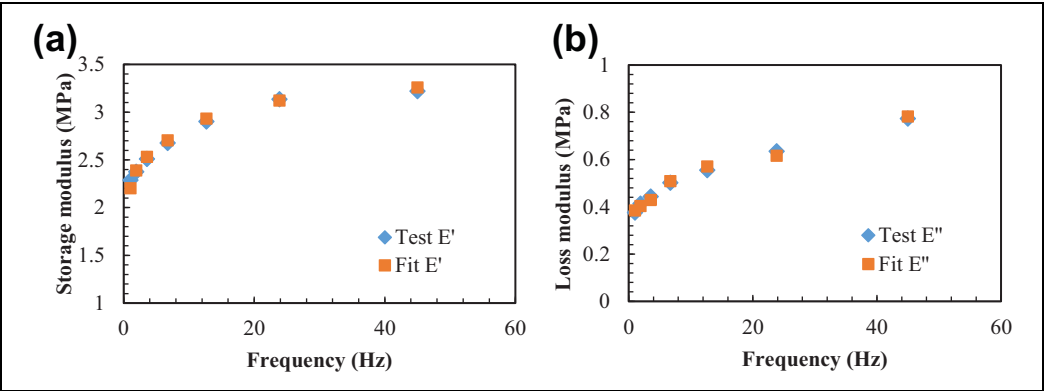 (a)
Storage modulus (MPa)
3.5
3
2.5
2
1.5
1
0
20
40
60
Frequency (Hz)
Test E'
Fit E'
(b)
Loss modulus (MPa)
1
0.8
0.6
0.4
0.2
0
0
20
40
60
Frequency (Hz)
Test E"
Fit E"